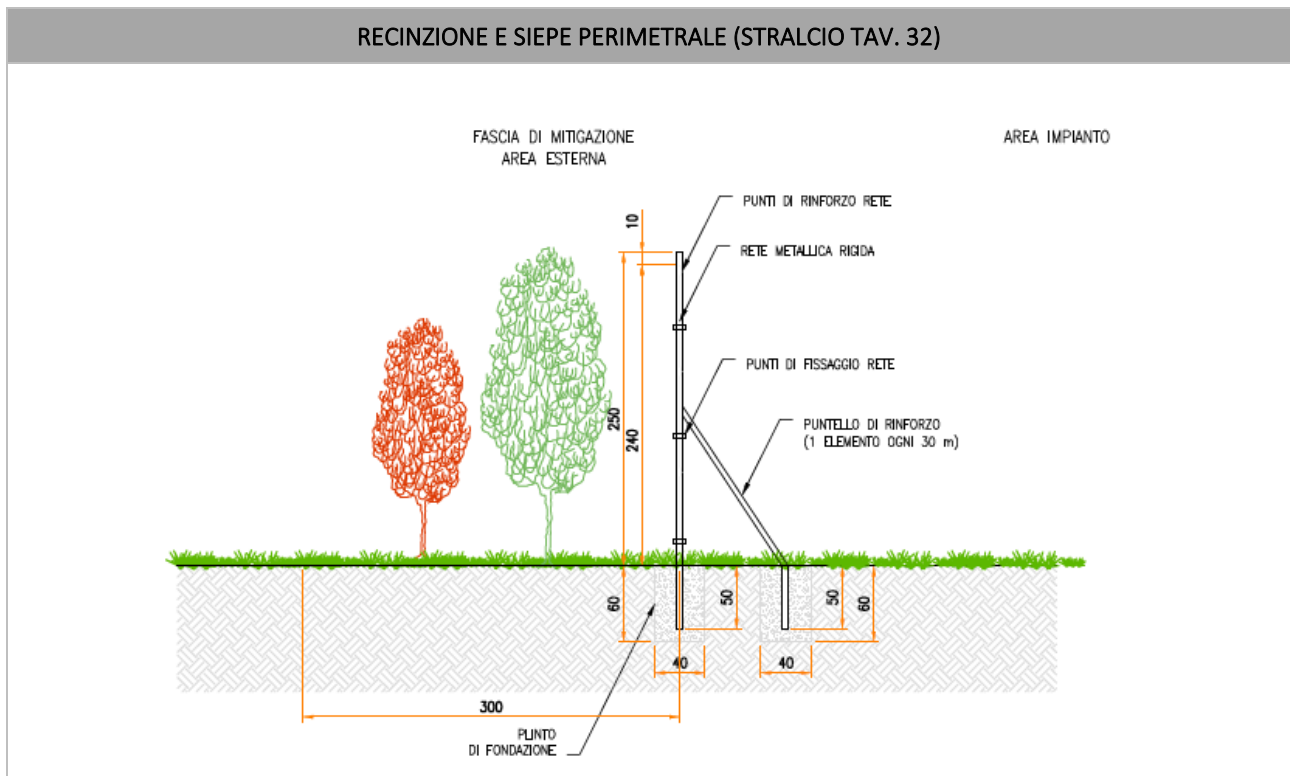 RECINZIONE E SIEPE PERIMETRALE (STRALCIO TAV. 32)
FASCIA DI MITIGAZIONE
AREA ESTERNA
AREA IMPIANTO
PUNTI DI RINFORZO RETE
10
RETE METALLICA RIGIDA
PUNTI DI FISSAGGIO RETE
250
240
PUNTELLO DI RINFORZO
(1 ELEMENTO OGNI 30 m)
60
50
50
60
40
40
300
PLINTO
DI FONDAZIONE